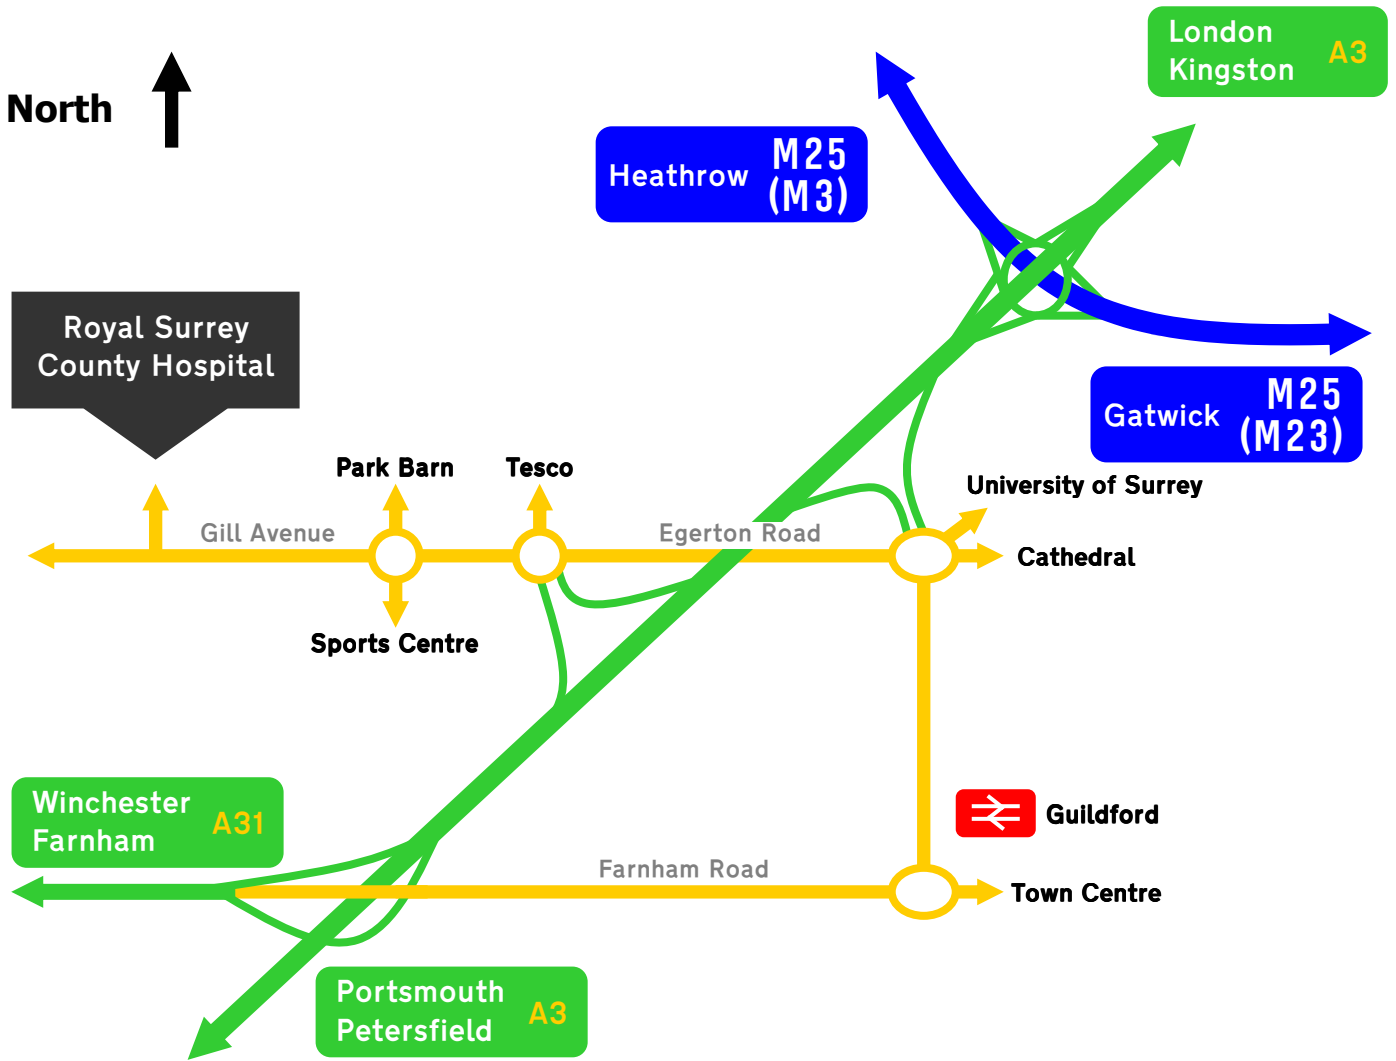 London
Kingston
A3
North
Heathrow
M25
(M3)
Royal Surrey
County Hospital
Gatwick
M25
(M23)
Park Barn
Tesco
University of Surrey
Gill Avenue
Egerton Road
Cathedral
Sports Centre
Winchester
Farnham
A31
Guildford
Farnham Road
Town Centre
Portsmouth
Petersfield
A3